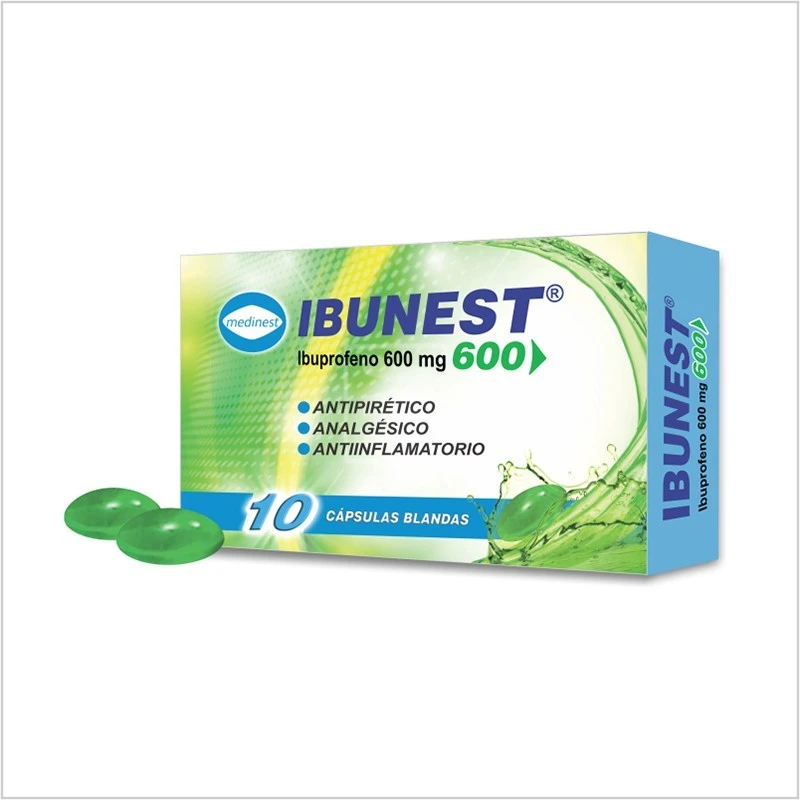 medinest
IBUNEST®
Ibuprofeno 600 mg 600
ANTIPIRÉTICO
ANALGÉSICO
ANTIINFLAMATORIO
10 CÁPSULAS BLANDAS
IBUNEST®
Ibuprofeno 600 mg 600